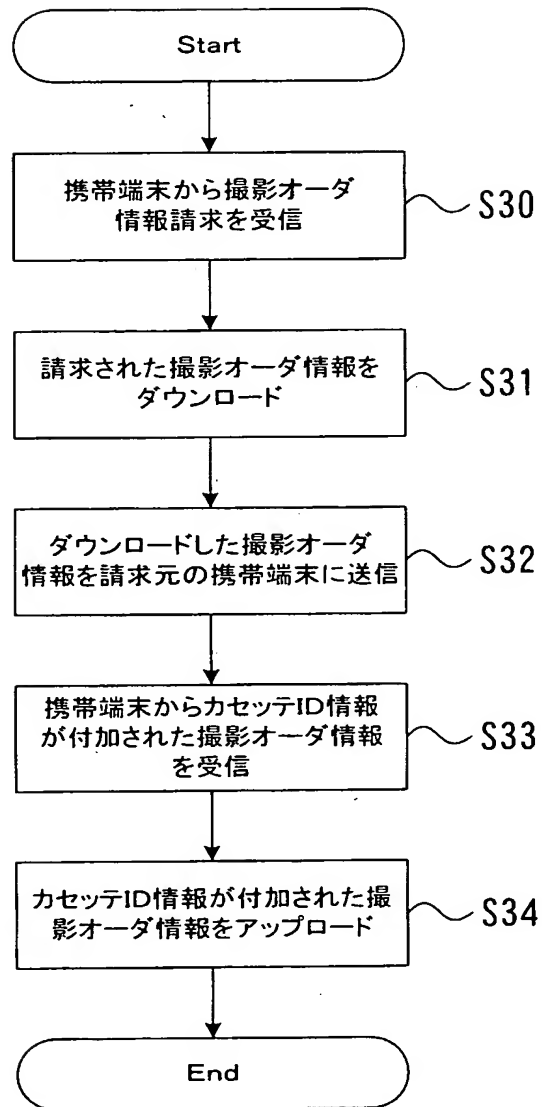 Start
携帯端末から撮影オーダ
情報請求を受信
S30
請求された撮影オーダ情報を
ダウンロード
S31
ダウンロードした撮影オーダ
情報を請求元の携帯端末に送信
S32
携帯端末からカセッテID情報
が付加された撮影オーダ情報
を受信
S33
カセッテID情報が付加された撮
影オーダ情報をアップロード
S34
End